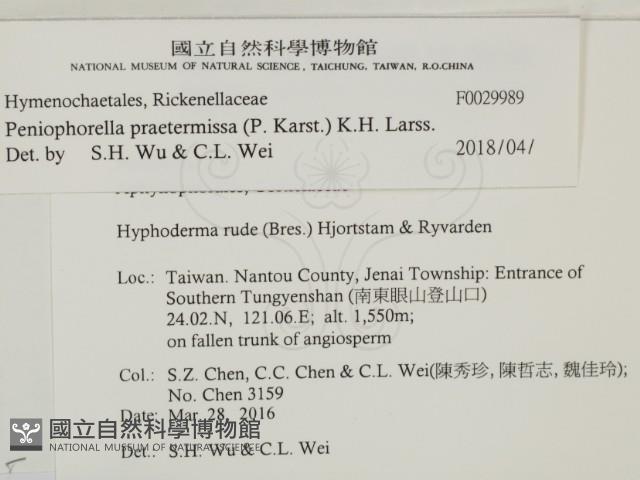 國立自然科學博物館
NATIONAL MUSEUM OF NATURAL SCIENCE, TAICHUNG, TAIWAN, R.O.CHINA
Hymenochaetales, Rickenellaceae F0029989
Peniophorella praetermissa (P. Karst.) K.H. Larss.
Det. by S.H. Wu & C.L. Wei 2018/04/
Hyphoderma rude (Bres.) Hjortstam & Ryvarden
Loc.: Taiwan. Nantou County, Jenai Township: Entrance of
Southern Tungyenshan (南東眼山登山口)
24.02.N, 121.06.E; alt. 1,550m;
on fallen trunk of angiosperm
Col.: S.Z. Chen, C.C. Chen & C.L. Wei(陳秀珍, 陳哲志, 魏佳玲);
No. Chen 3159
Date: Mar. 28, 2016
國立自然科學博物館
NATIONAL MUSEUM OF NATURAL SCIENCE
Det.: S.H. Wu & C.L. Wei